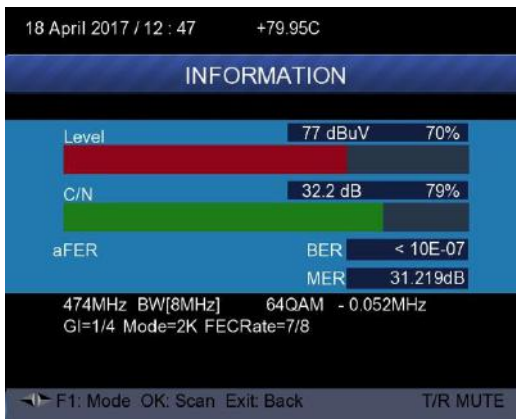 18 April 2017 / 12 : 47 +79.95C
INFORMATION
Level 77 dBuV 70%
C/N 32.2 dB 79%
aFER BER < 10E-07
MER 31.219dB
474MHz BW[8MHz] 64QAM - 0.052MHz
GI=1/4 Mode=2K FECRate=7/8
F1: Mode OK: Scan Exit: Back T/R MUTE